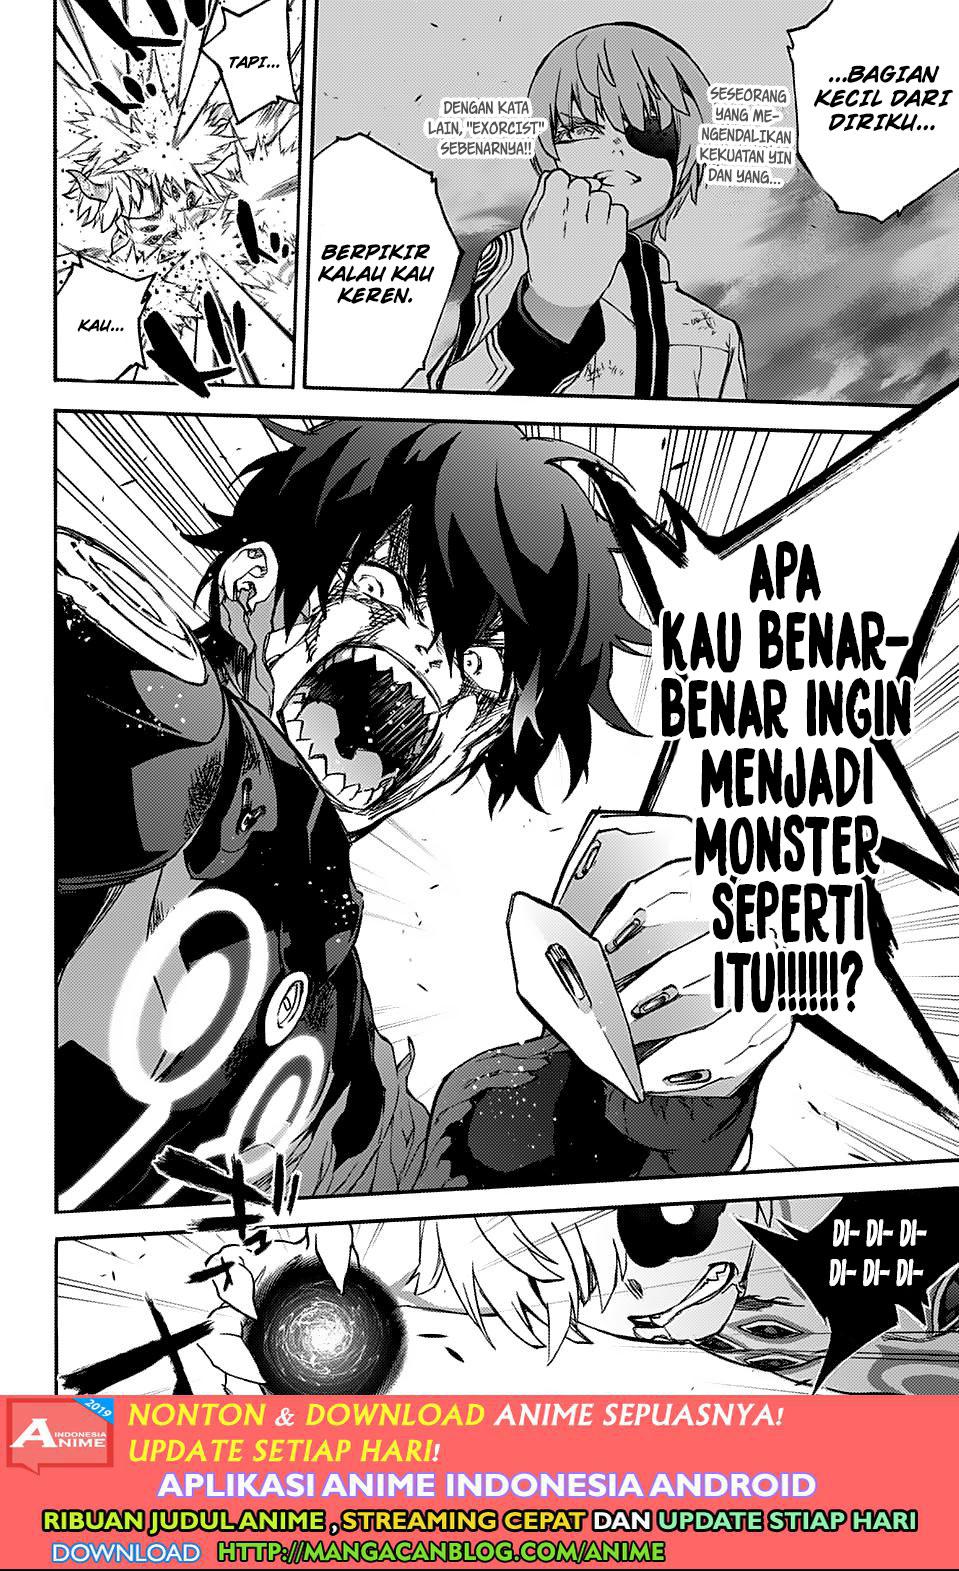 ...BAGIAN
KECIL DARI
DIRIKU...
SESEORANG
YANG ME-
NGENDALIKAN
KEKUATAN YIN
DAN YANG...
DENGAN KATA
LAIN, "EXORCIST"
SEBENARNYA!!
BERPIKIR
KALAU KAU
KEREN.
TAPI...
KAU...
APA
KAU BENAR-
BENAR INGIN
MENJADI
MONSTER
SEPERTI
ITU!!!!!!!?
DI- DI- DI-
DI- DI- DI-
2019
INDONESIA
ANIME
NONTON & DOWNLOAD ANIME SEPUASNYA!
UPDATE SETIAP HARI!
APLIKASI ANIME INDONESIA ANDROID
RIBUAN JUDUL ANIME , STREAMING CEPAT DAN UPDATE STIAP HARI
DOWNLOAD HTTP://MANGACANBLOG.COM/ANIME